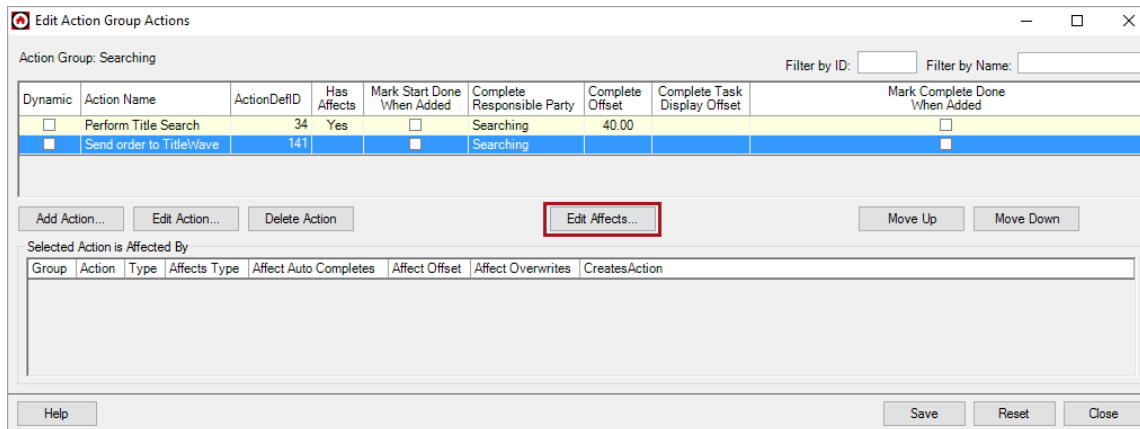 Edit Action Group Actions
Action Group: Searching
Filter by ID:
Filter by Name:
Dynamic Action Name ActionDefID Has Affects Mark Start Done When Added Complete Responsible Party Complete Offset Complete Task Display Offset Mark Complete Done When Added
Perform Title Search 34 Yes Searching 40.00
Send order to TitleWave 141 Searching
Add Action... Edit Action... Delete Action Edit Affects... Move Up Move Down
Selected Action is Affected By
Group Action Type Affects Type Affect Auto Completes Affect Offset Affect Overwrites CreatesAction
Help Save Reset Close